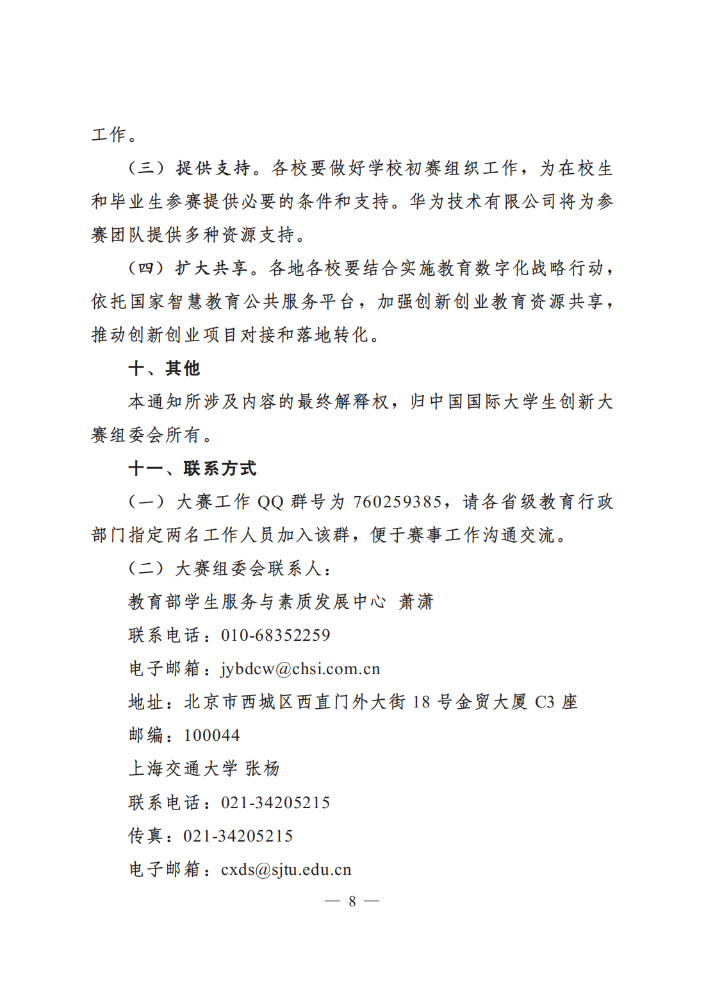 工作。
（三）提供支持。各校要做好学校初赛组织工作，为在校生
和毕业生参赛提供必要的条件和支持。华为技术有限公司将为参
赛团队提供多种资源支持。
（四）扩大共享。各地各校要结合实施教育数字化战略行动，
依托国家智慧教育公共服务平台，加强创新创业教育资源共享，
推动创新创业项目对接和落地转化。
十、其他
本通知所涉及内容的最终解释权，归中国国际大学生创新大
赛组委会所有。
十一、联系方式
（一）大赛工作 QQ 群号为 760259385，请各省级教育行政
部门指定两名工作人员加入该群，便于赛事工作沟通交流。
（二）大赛组委会联系人：
教育部学生服务与素质发展中心 萧潇
联系电话：010-68352259
电子邮箱：jybdcw@chsi.com.cn
地址：北京市西城区西直门外大街 18 号金贸大厦 C3 座
邮编：100044
上海交通大学 张杨
联系电话：021-34205215
传真：021-34205215
电子邮箱：cxds@sjtu.edu.cn
— 8 —